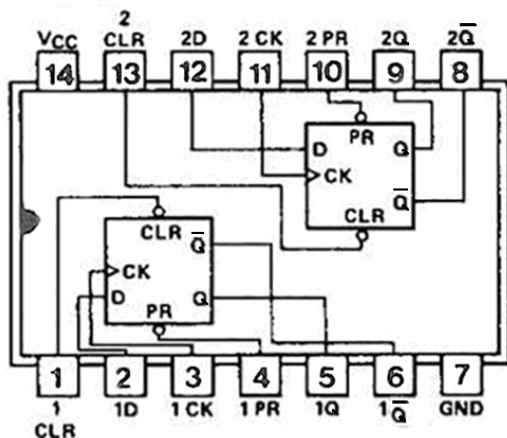 2
VCC CLR 2D 2 CK 2 PR 2Q 2Q̅
14 13 12 11 10 9 8
PR
D Q
CK
Q̅
CLR
CLR Q̅
CK
D Q
PR
1 2 3 4 5 6 7
1 1D 1 CK 1 PR 1Q 1Q̅ GND
CLR